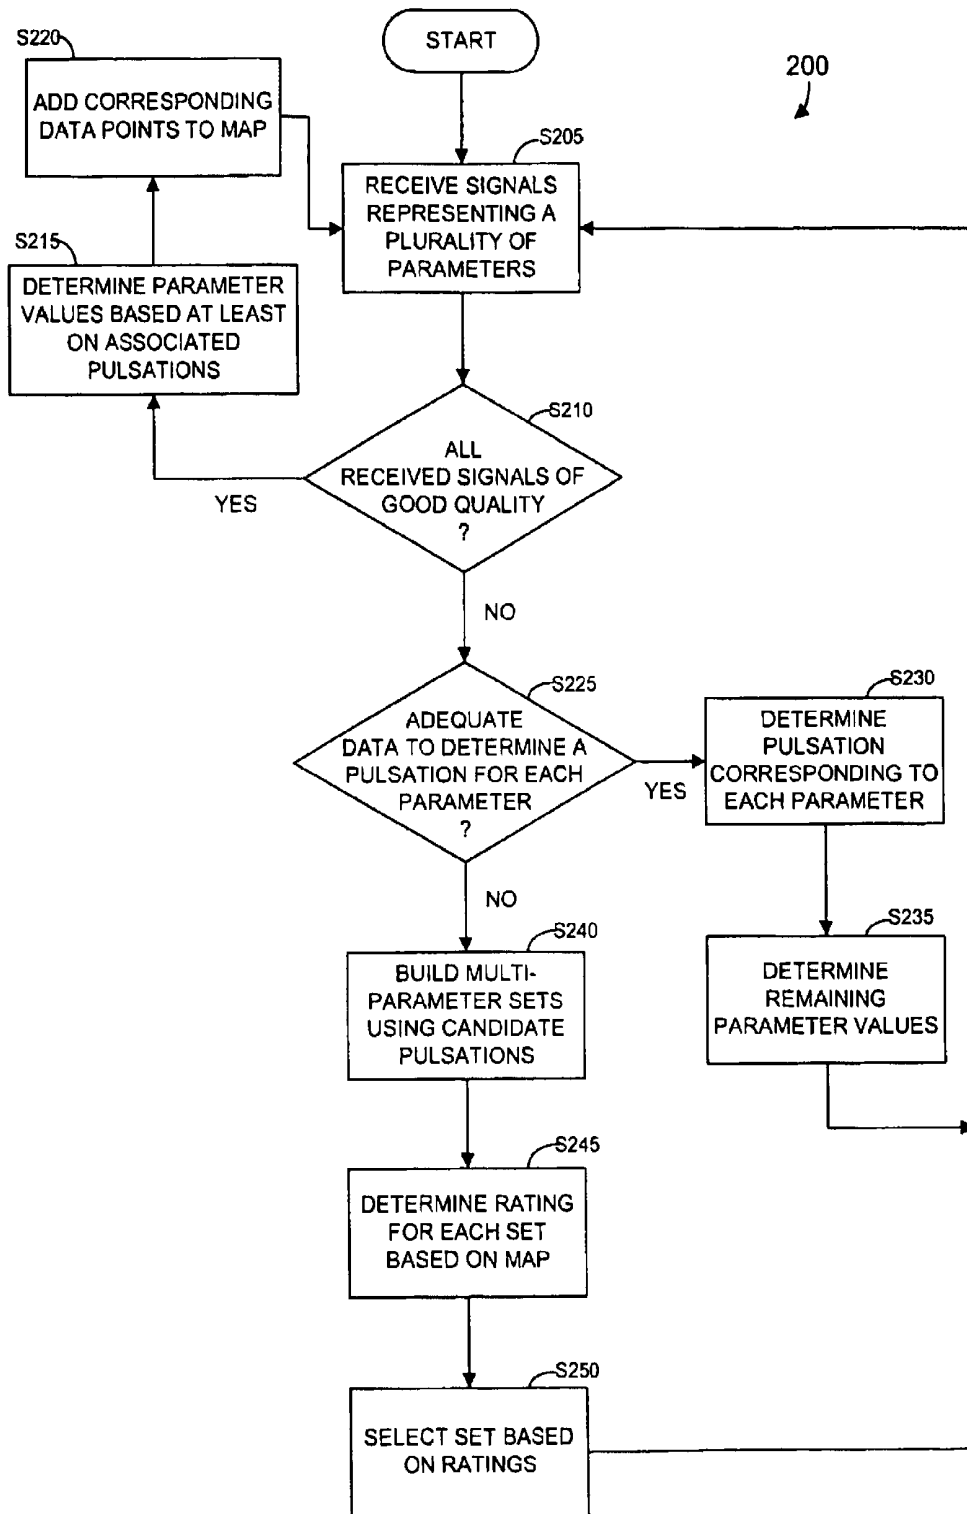 START
200
S220
ADD CORRESPONDING
DATA POINTS TO MAP
S205
RECEIVE SIGNALS
REPRESENTING A
PLURALITY OF
PARAMETERS
S215
DETERMINE PARAMETER
VALUES BASED AT LEAST
ON ASSOCIATED
PULSATIONS
S210
ALL
RECEIVED SIGNALS OF
GOOD QUALITY
?
YES
NO
S225
ADEQUATE
DATA TO DETERMINE A
PULSATION FOR EACH
PARAMETER
?
YES
NO
S230
DETERMINE
PULSATION
CORRESPONDING TO
EACH PARAMETER
S235
DETERMINE
REMAINING
PARAMETER VALUES
S240
BUILD MULTI-
PARAMETER SETS
USING CANDIDATE
PULSATIONS
S245
DETERMINE RATING
FOR EACH SET
BASED ON MAP
S250
SELECT SET BASED
ON RATINGS